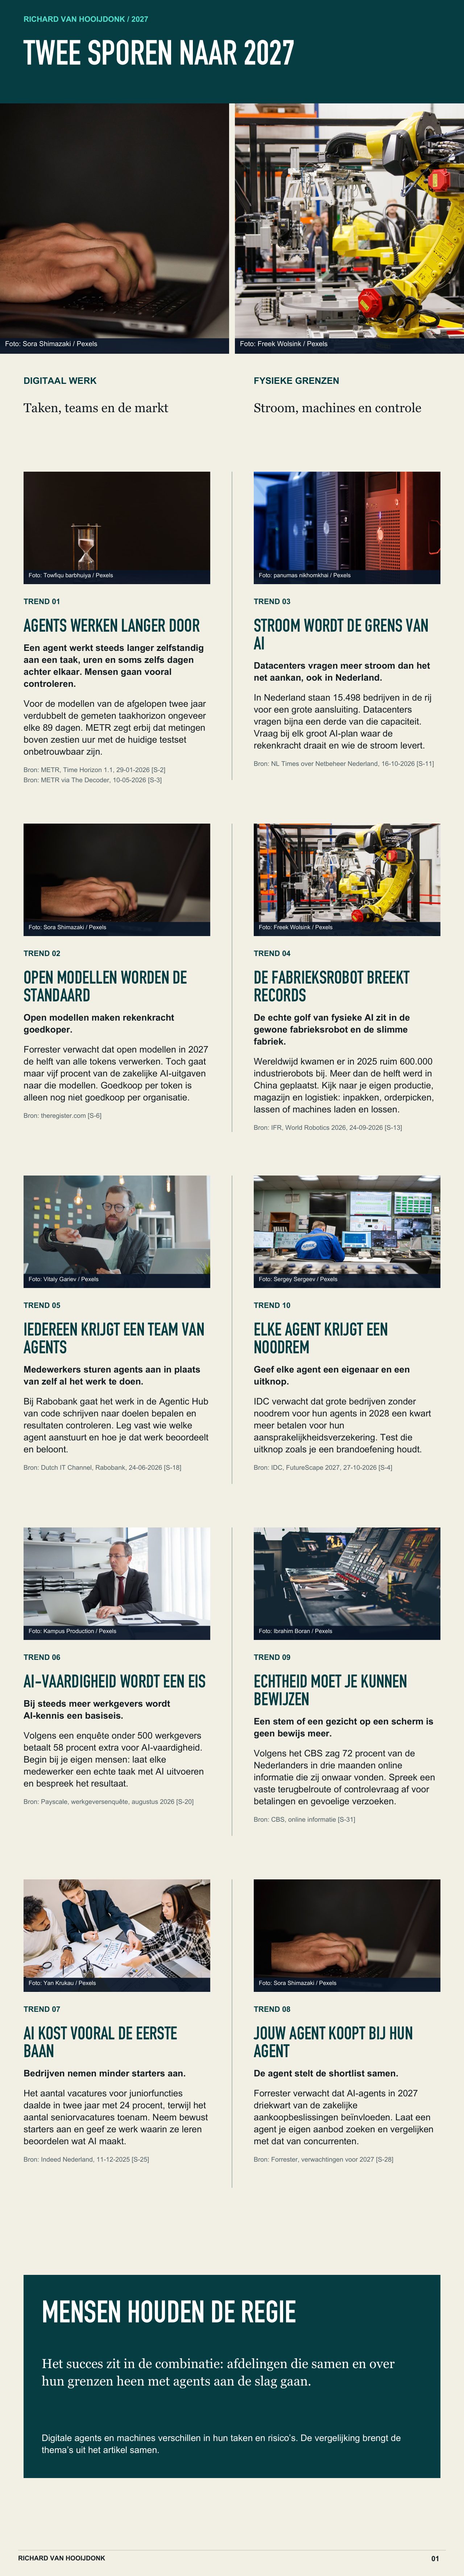 RICHARD VAN HOOIJDONK / 2027
TWEE SPOREN NAAR 2027
Foto: Sora Shimazaki / Pexels
Foto: Freek Wolsink / Pexels
DIGITAAL WERK
Taken, teams en de markt
FYSIEKE GRENZEN
Stroom, machines en controle
Foto: Towfiqu barbhuiya / Pexels
TREND 01
AGENTS WERKEN LANGER DOOR
Een agent werkt steeds langer zelfstandig
aan een taak, uren en soms zelfs dagen
achter elkaar. Mensen gaan vooral
controleren.
Voor de modellen van de afgelopen twee jaar
verdubbelt de gemeten taakhorizon ongeveer
elke 89 dagen. METR zegt erbij dat metingen
boven zestien uur met de huidige testset
onbetrouwbaar zijn.
Bron: METR, Time Horizon 1.1, 29-01-2026 [S-2]
Bron: METR via The Decoder, 10-05-2026 [S-3]
Foto: panumas nikhomkhai / Pexels
TREND 03
STROOM WORDT DE GRENS VAN
AI
Datacenters vragen meer stroom dan het
net aankan, ook in Nederland.
In Nederland staan 15.498 bedrijven in de rij
voor een grote aansluiting. Datacenters
vragen bijna een derde van die capaciteit.
Vraag bij elk groot AI-plan waar de
rekenkracht draait en wie de stroom levert.
Bron: NL Times over Netbeheer Nederland, 16-10-2026 [S-11]
Foto: Sora Shimazaki / Pexels
TREND 02
OPEN MODELLEN WORDEN DE
STANDAARD
Open modellen maken rekenkracht
goedkoper.
Forrester verwacht dat open modellen in 2027
de helft van alle tokens verwerken. Toch gaat
maar vijf procent van de zakelijke AI-uitgaven
naar die modellen. Goedkoop per token is
alleen nog niet goedkoop per organisatie.
Bron: theregister.com [S-6]
Foto: Freek Wolsink / Pexels
TREND 04
DE FABRIEKSROBOT BREEKT
RECORDS
De echte golf van fysieke AI zit in de
gewone fabrieksrobot en de slimme
fabriek.
Wereldwijd kwamen er in 2025 ruim 600.000
industrierobots bij. Meer dan de helft werd in
China geplaatst. Kijk naar je eigen productie,
magazijn en logistiek: inpakken, orderpicken,
lassen of machines laden en lossen.
Bron: IFR, World Robotics 2026, 24-09-2026 [S-13]
Foto: Vitaly Gariev / Pexels
TREND 05
IEDEREEN KRIJGT EEN TEAM VAN
AGENTS
Medewerkers sturen agents aan in plaats
van zelf al het werk te doen.
Bij Rabobank gaat het werk in de Agentic Hub
van code schrijven naar doelen bepalen en
resultaten controleren. Leg vast wie welke
agent aanstuurt en hoe je dat werk beoordeelt
en beloont.
Bron: Dutch IT Channel, Rabobank, 24-06-2026 [S-18]
Foto: Sergey Sergeev / Pexels
TREND 10
ELKE AGENT KRIJGT EEN
NOODREM
Geef elke agent een eigenaar en een
uitknop.
IDC verwacht dat grote bedrijven zonder
noodrem voor hun agents in 2028 een kwart
meer betalen voor hun
aansprakelijkheidsverzekering. Test die
uitknop zoals je een brandoefening houdt.
Bron: IDC, FutureScape 2027, 27-10-2026 [S-4]
Foto: Kampus Production / Pexels
TREND 06
AI-VAARDIGHEID WORDT EEN EIS
Bij steeds meer werkgevers wordt
AI-kennis een basiseis.
Volgens een enquête onder 500 werkgevers
betaalt 58 procent extra voor AI-vaardigheid.
Begin bij je eigen mensen: laat elke
medewerker een echte taak met AI uitvoeren
en bespreek het resultaat.
Bron: Payscale, werkgeversenquête, augustus 2026 [S-20]
Foto: Ibrahim Boran / Pexels
TREND 09
ECHTHEID MOET JE KUNNEN
BEWIJZEN
Een stem of een gezicht op een scherm is
geen bewijs meer.
Volgens het CBS zag 72 procent van de
Nederlanders in drie maanden online
informatie die zij onwaar vonden. Spreek een
vaste terugbelroute of controlevraag af voor
betalingen en gevoelige verzoeken.
Bron: CBS, online informatie [S-31]
Foto: Yan Krukau / Pexels
TREND 07
AI KOST VOORAL DE EERSTE
BAAN
Bedrijven nemen minder starters aan.
Het aantal vacatures voor juniorfuncties
daalde in twee jaar met 24 procent, terwijl het
aantal seniorvacatures toenam. Neem bewust
starters aan en geef ze werk waarin ze leren
beoordelen wat AI maakt.
Bron: Indeed Nederland, 11-12-2025 [S-25]
Foto: Sora Shimazaki / Pexels
TREND 08
JOUW AGENT KOOPT BIJ HUN
AGENT
De agent stelt de shortlist samen.
Forrester verwacht dat AI-agents in 2027
driekwart van de zakelijke
aankoopbeslissingen beïnvloeden. Laat een
agent je eigen aanbod zoeken en vergelijken
met dat van concurrenten.
Bron: Forrester, verwachtingen voor 2027 [S-28]
MENSEN HOUDEN DE REGIE
Het succes zit in de combinatie: afdelingen die samen en over
hun grenzen heen met agents aan de slag gaan.
Digitale agents en machines verschillen in hun taken en risico's. De vergelijking brengt de
thema's uit het artikel samen.
RICHARD VAN HOOIJDONK
01